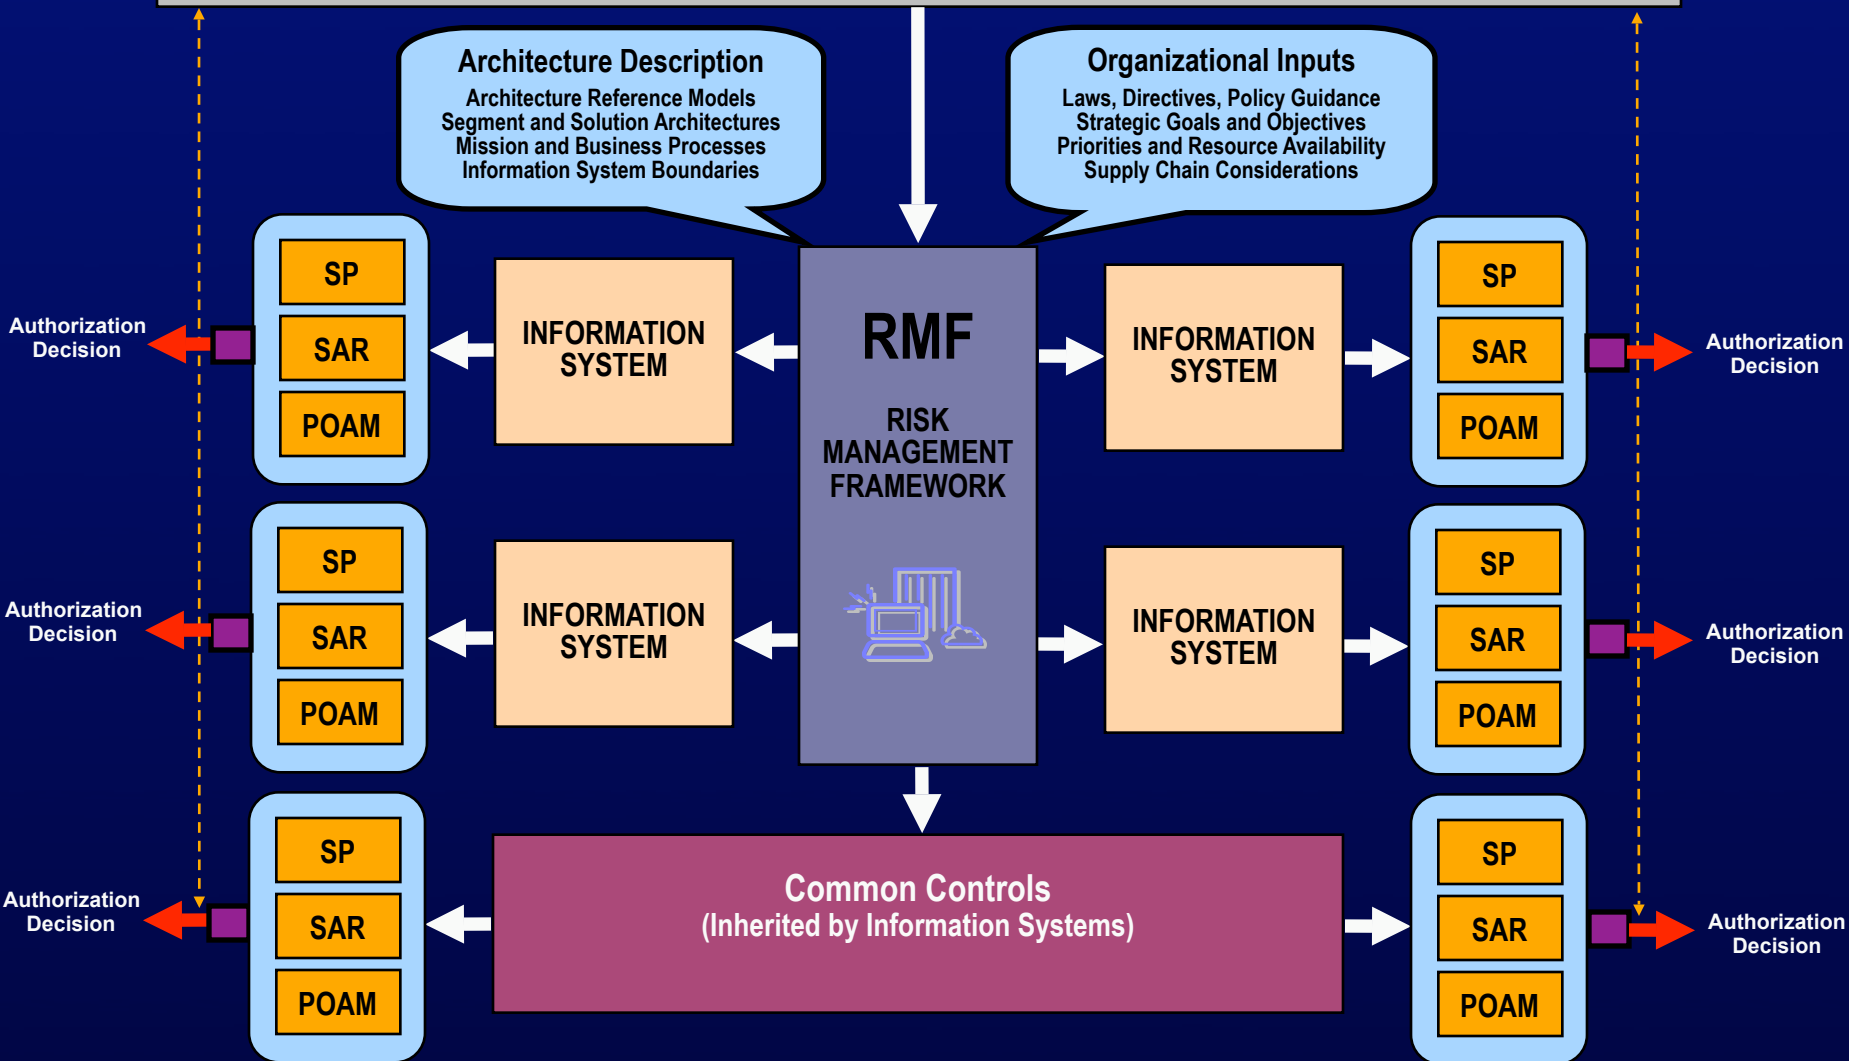 Architecture Description
Architecture Reference Models
Segment and Solution Architectures
Mission and Business Processes
Information System Boundaries
Organizational Inputs
Laws, Directives, Policy Guidance
Strategic Goals and Objectives
Priorities and Resource Availability
Supply Chain Considerations
Authorization
Decision
SP
SAR
POAM
INFORMATION
SYSTEM
RMF
RISK
MANAGEMENT
FRAMEWORK
INFORMATION
SYSTEM
SP
SAR
POAM
Authorization
Decision
Authorization
Decision
SP
SAR
POAM
INFORMATION
SYSTEM
INFORMATION
SYSTEM
SP
SAR
POAM
Authorization
Decision
Authorization
Decision
SP
SAR
POAM
Common Controls
(Inherited by Information Systems)
SP
SAR
POAM
Authorization
Decision